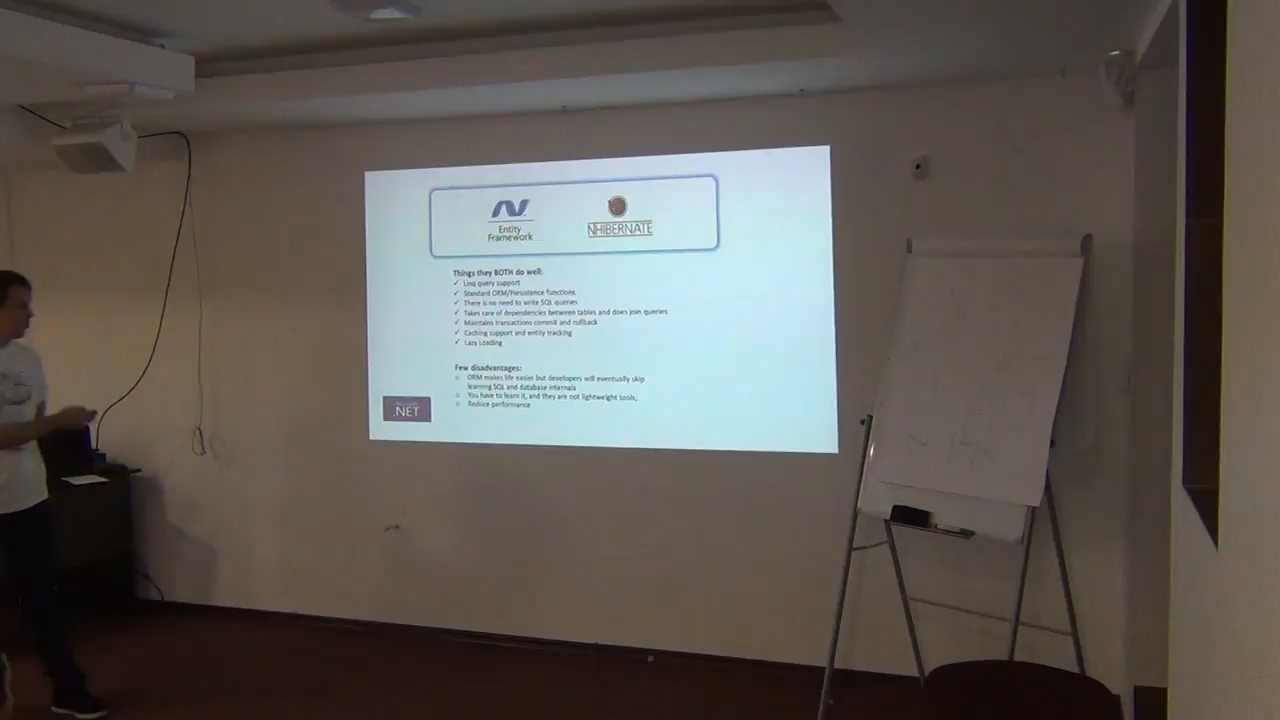 Entity
Framework
NHIBERNATE
Things they BOTH do well:
✓ Linq query support
✓ Standard ORM/Persistence functions
✓ There is no need to write SQL queries
✓ Takes care of dependencies between tables and does join queries
✓ Maintains transactions commit and rollback
✓ Caching support and entity tracking
✓ Lazy Loading
Few disadvantages:
○ ORM makes life easier but developers will eventually skip
learning SQL and database internals
○ You have to learn it, and they are not lightweight tools;
○ Reduce performance
.NET